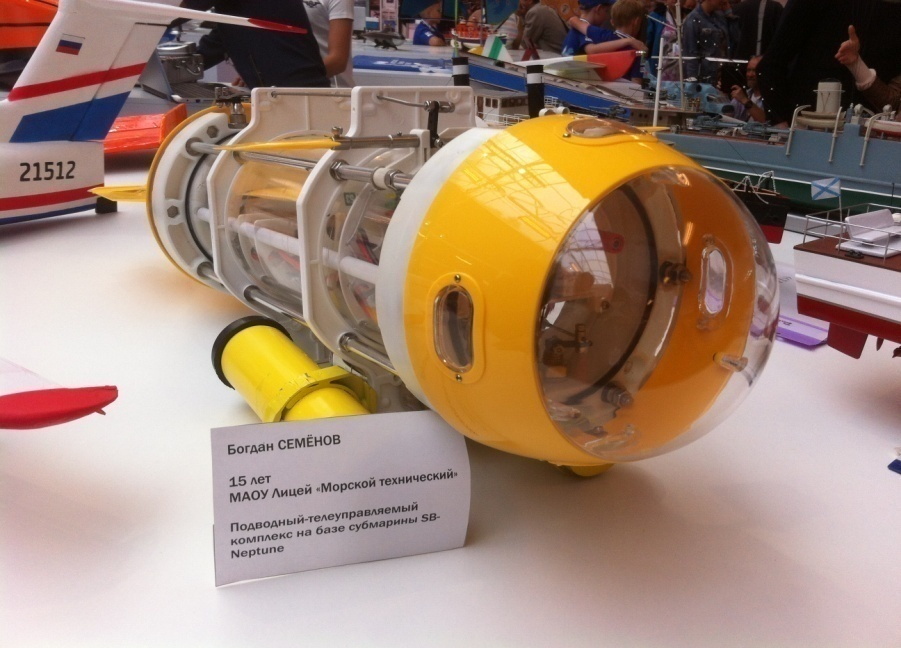 21512
Богдан СЕМЁНОВ
15 лет
МАОУ Лицей «Морской технический»
Подводный-телеуправляемый
комплекс на базе субмарины SB-
Neptune